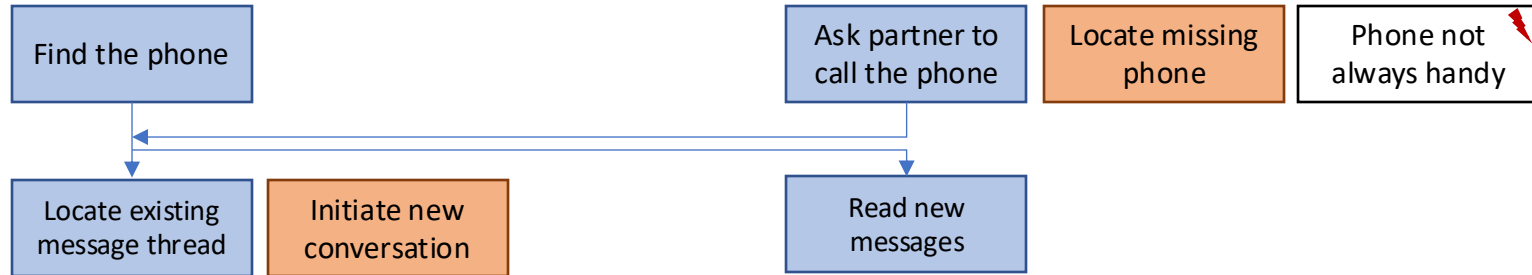 Find the phone
Ask partner to
call the phone
Locate missing
phone
Phone not
always handy
Locate existing
message thread
Initiate new
conversation
Read new
messages